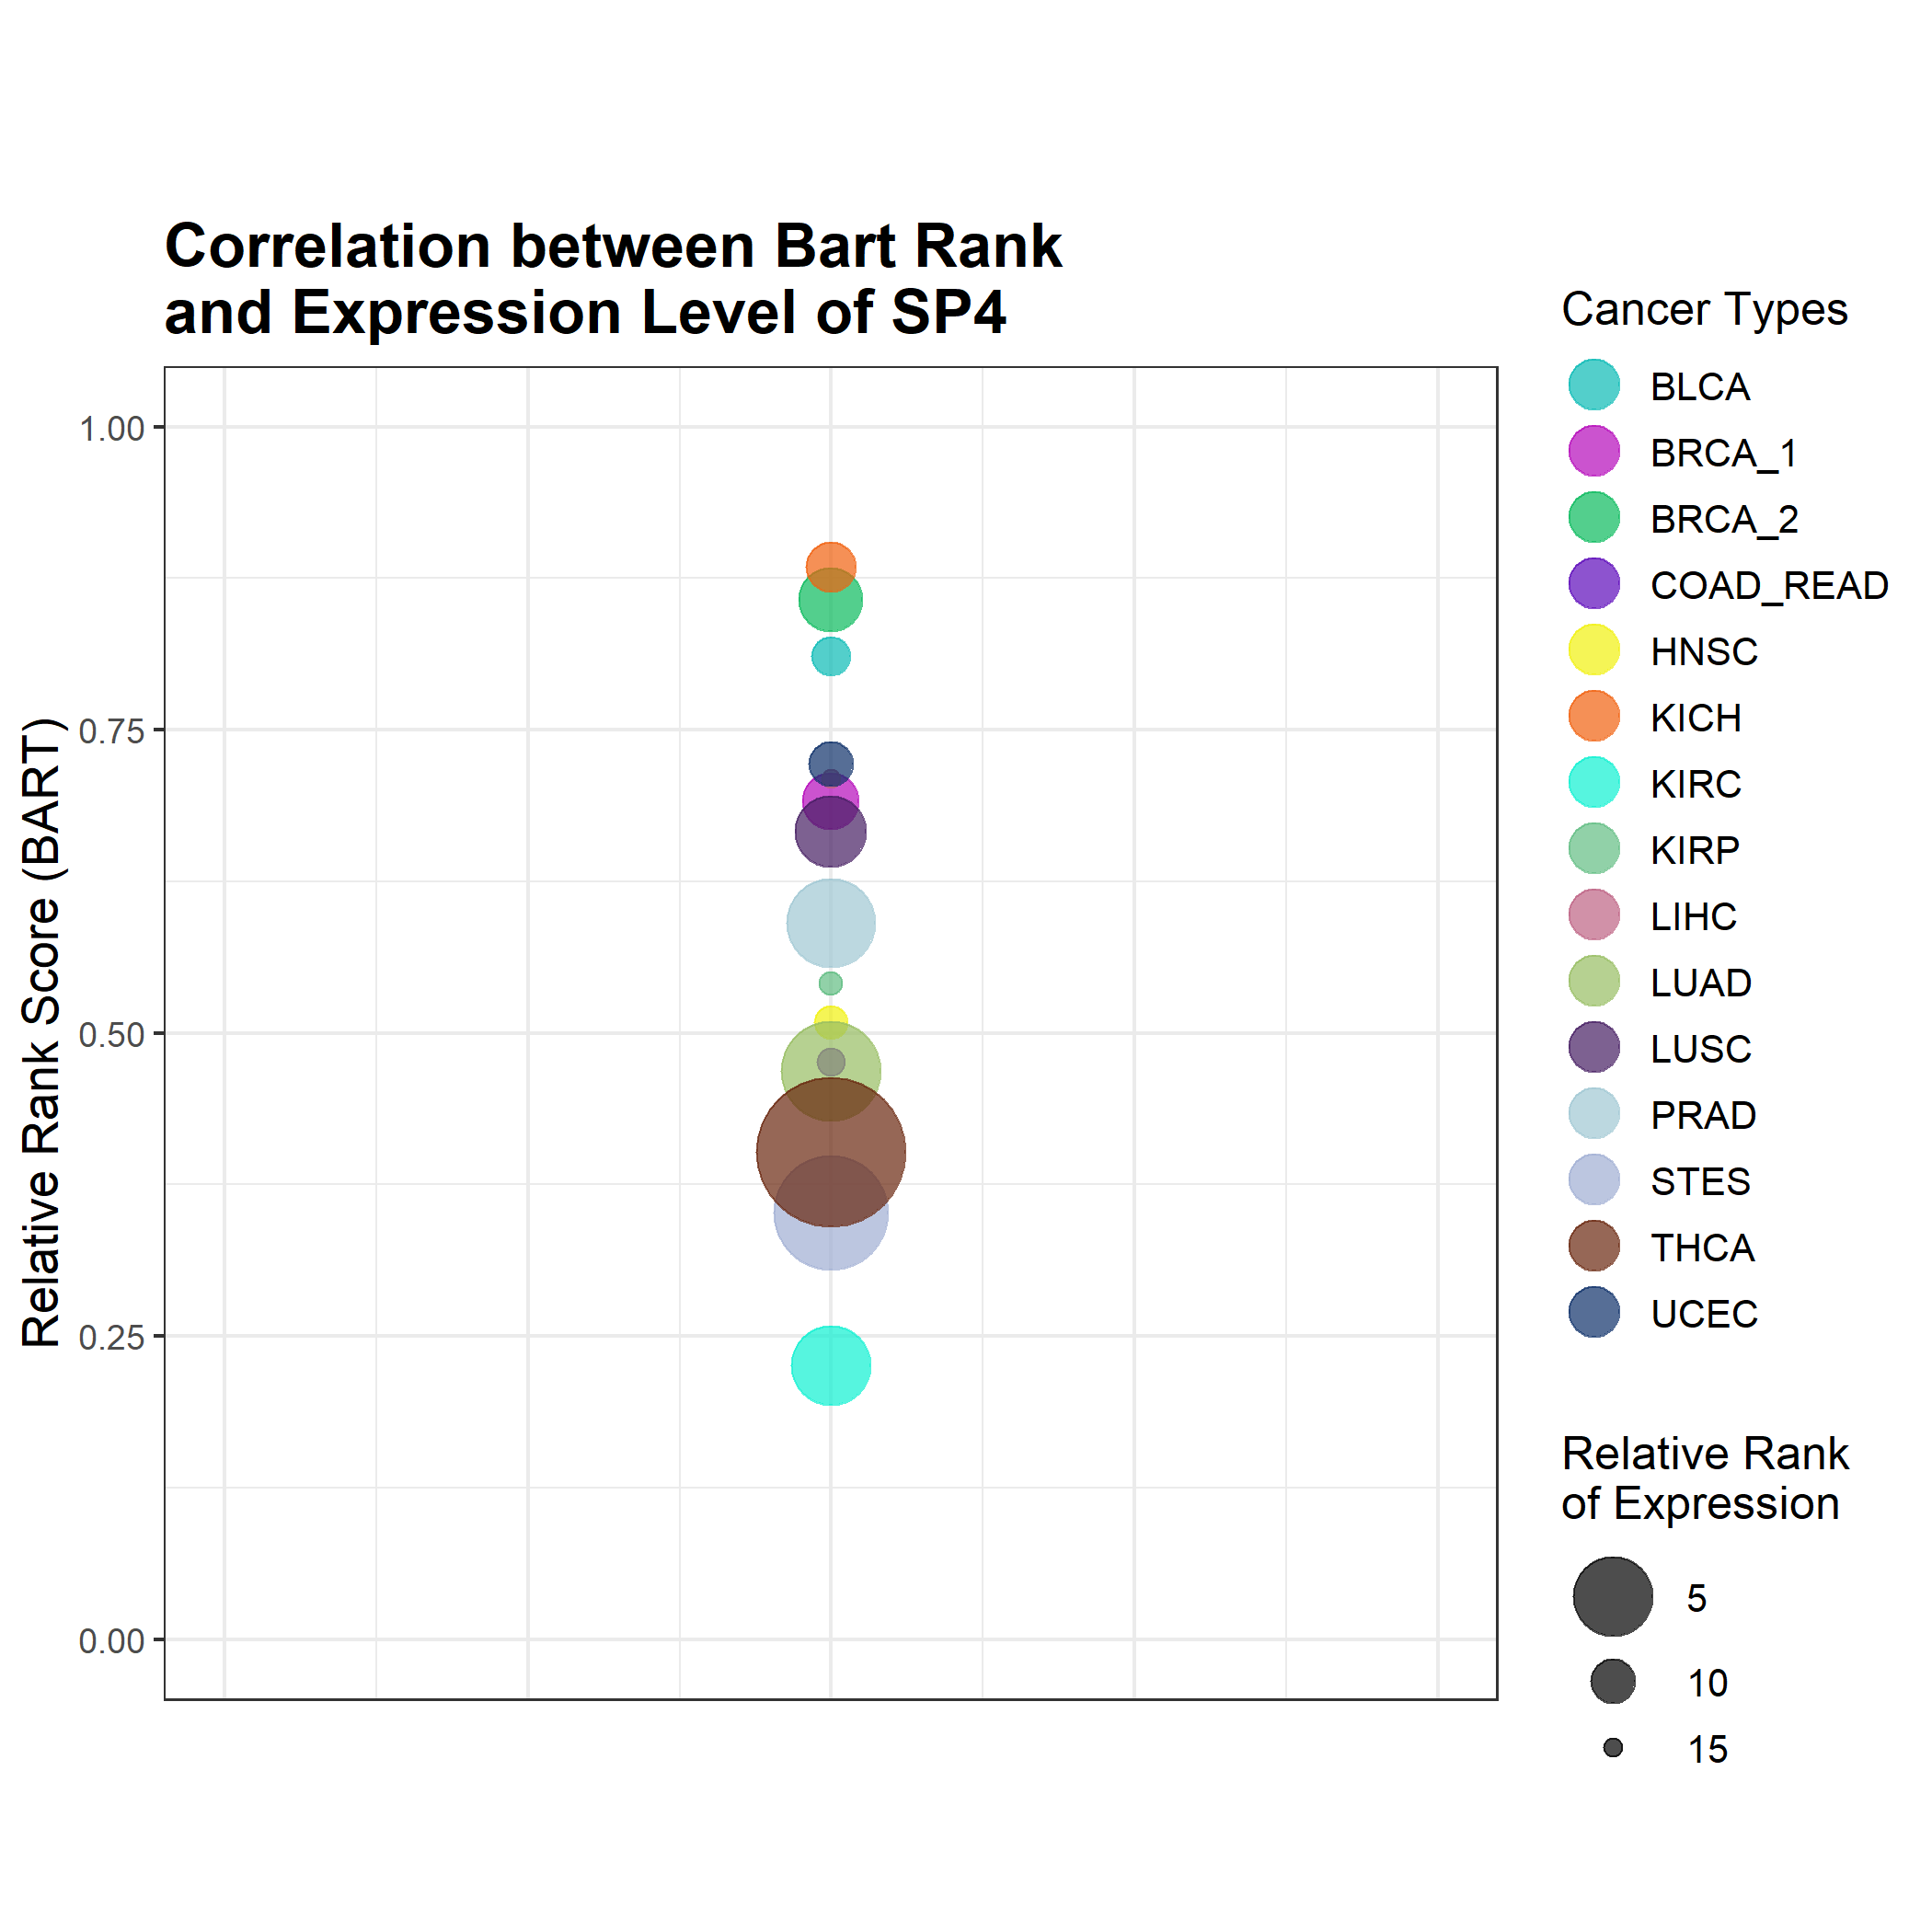 Correlation between Bart Rank
and Expression Level of SP4
Relative Rank Score (BART)
1.00
0.75
0.50
0.25
0.00
Cancer Types
BLCA
BRCA_1
BRCA_2
COAD_READ
HNSC
KICH
KIRC
KIRP
LIHC
LUAD
LUSC
PRAD
STES
THCA
UCEC
Relative Rank
of Expression
5
10
15